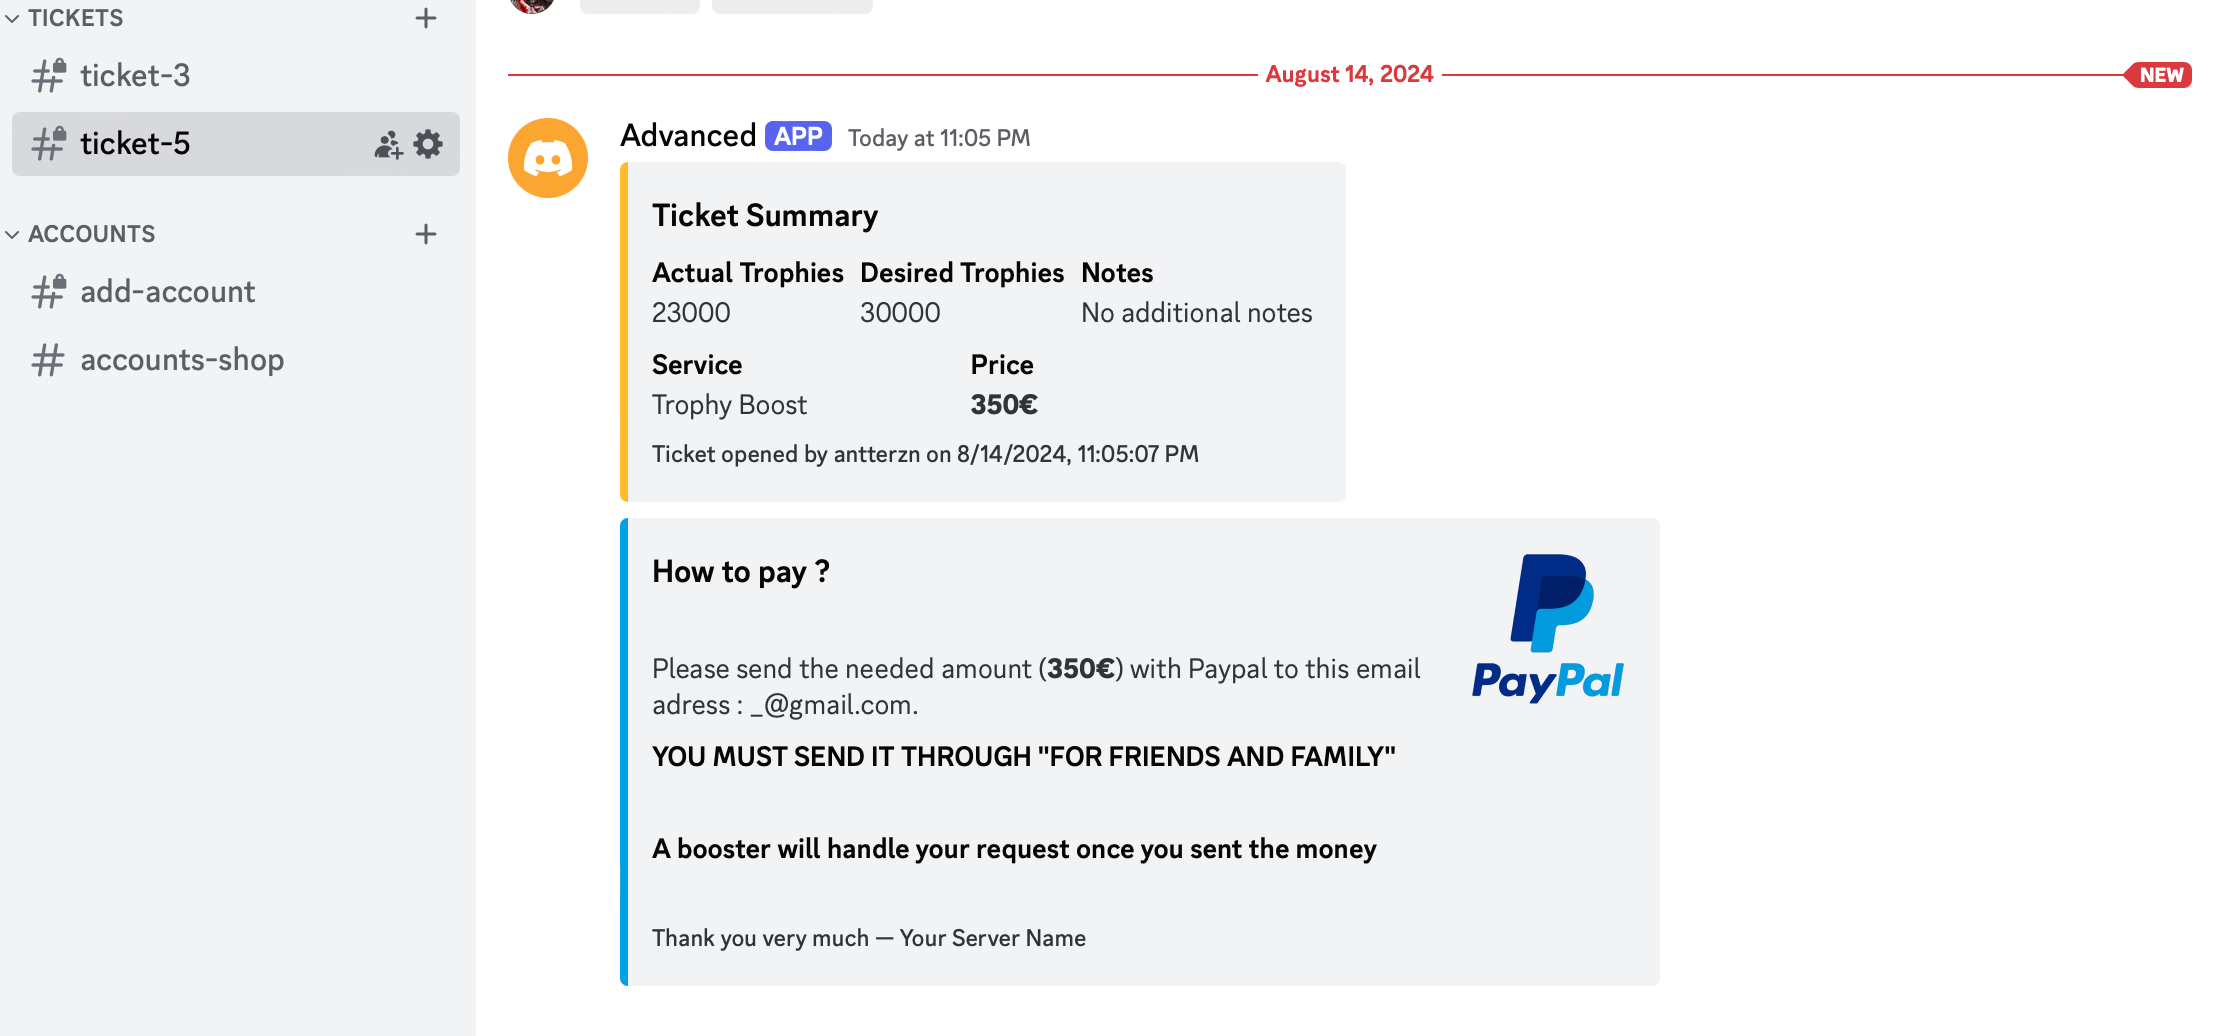 TICKETS
ticket-3
ticket-5
ACCOUNTS
add-account
accounts-shop
August 14, 2024
NEW
Advanced APP Today at 11:05 PM
Ticket Summary
Actual Trophies Desired Trophies Notes
23000 30000 No additional notes
Service Price
Trophy Boost 350€
Ticket opened by antterzn on 8/14/2024, 11:05:07 PM
How to pay ?
Please send the needed amount (350€) with Paypal to this email
adress : _@gmail.com.
YOU MUST SEND IT THROUGH "FOR FRIENDS AND FAMILY"
A booster will handle your request once you sent the money
Thank you very much — Your Server Name
PayPal